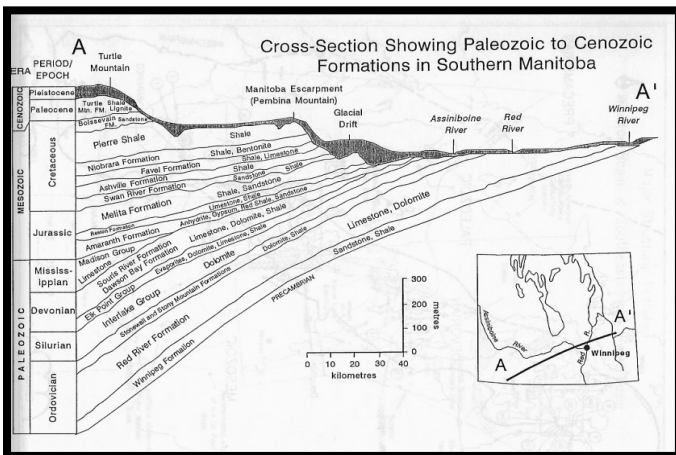 Cross-Section Showing Paleozoic to Cenozoic
Formations in Southern Manitoba
A
A'
ERA
PERIOD/
EPOCH
Turtle
Mountain
Manitoba Escarpment
(Pembina Mountain)
Glacial
Drift
Assiniboine
River
Red
River
Winnipeg
River
CENOZOIC
Pleistocene
Paleocene
Turtle Shale
Mtn. FM. Lignite
Boissevain Sandstone
FM.
MESOZOIC
Cretaceous
Pierre Shale
Shale
Niobrara Formation
Shale, Bentonite
Favel Formation
Shale, Limestone
Ashville Formation
Shale
Swan River Formation
Sandstone
Shale
Melita Formation
Shale, Sandstone
Jurassic
Reston Formation
Limestone, Shale
Amaranth Formation
Anhydrite, Gypsum, Red Shale, Sandstone
PALEOZOIC
Missis-
ippian
Madison Group
Limestone
Devonian
Souris River Formation
Dawson Bay Formation
Limestone, Dolomite, Shale
Elk Point Group
Evaporites, Dolomite, Limestone, Shale
Silurian
Interlake Group
Dolomite
Stonewall and Stony Mountain Formations
Dolomite, Shale
Ordovician
Red River Formation
Limestone, Dolomite
Winnipeg Formation
Sandstone, Shale
PRECAMBRIAN
300
200
100
0
metres
0 10 20 30 40
kilometres
Assiniboine
River
Red
R.
Winnipeg
A
A'